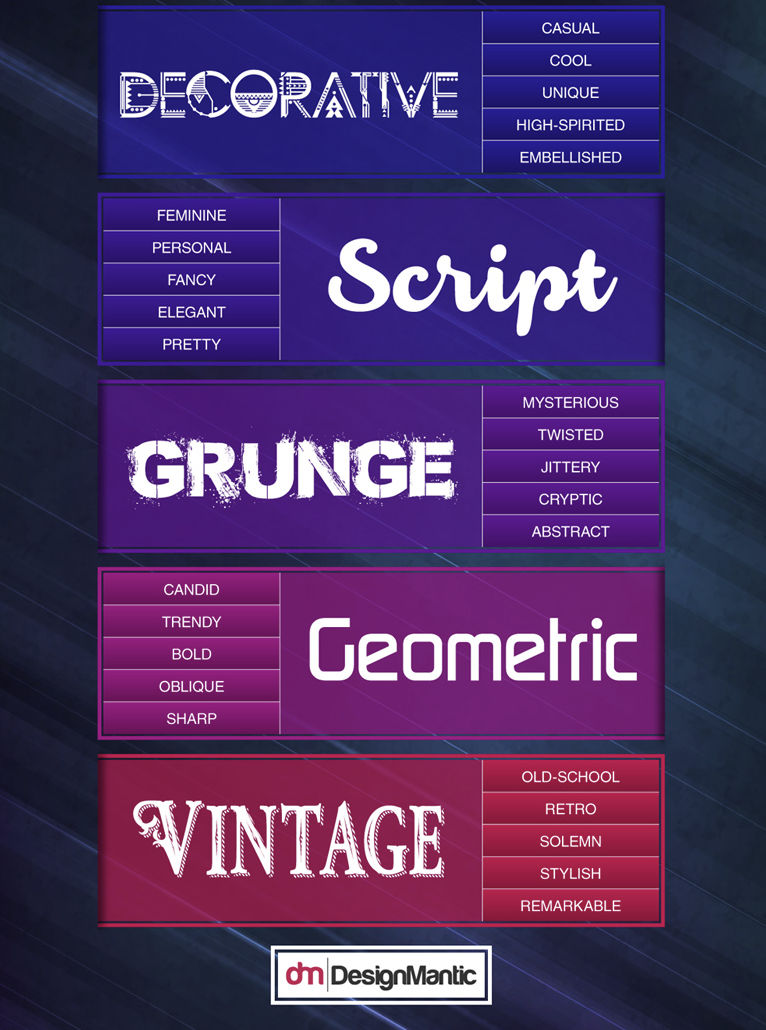 DECORATIVE
CASUAL
COOL
UNIQUE
HIGH-SPIRITED
EMBELLISHED
FEMININE
PERSONAL
FANCY
ELEGANT
PRETTY
Script
GRUNGE
MYSTERIOUS
TWISTED
JITTERY
CRYPTIC
ABSTRACT
CANDID
TRENDY
BOLD
OBLIQUE
SHARP
Geometric
VINTAGE
OLD-SCHOOL
RETRO
SOLEMN
STYLISH
REMARKABLE
dm DesignMantic